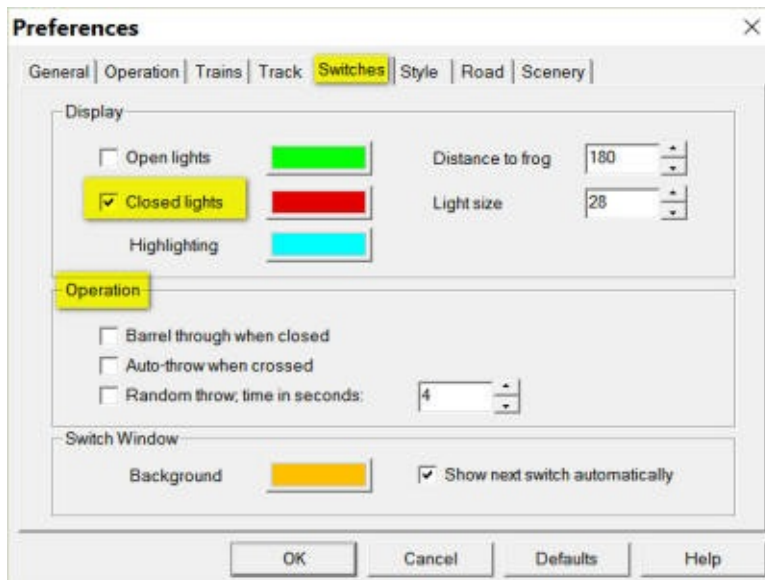 Preferences
General Operation Trains Track Switches Style Road Scenery
Display
Open lights Distance to frog 180
Closed lights Light size 28
Highlighting
Operation
Barrel through when closed
Auto-throw when crossed
Random throw; time in seconds: 4
Switch Window
Background Show next switch automatically
OK Cancel Defaults Help